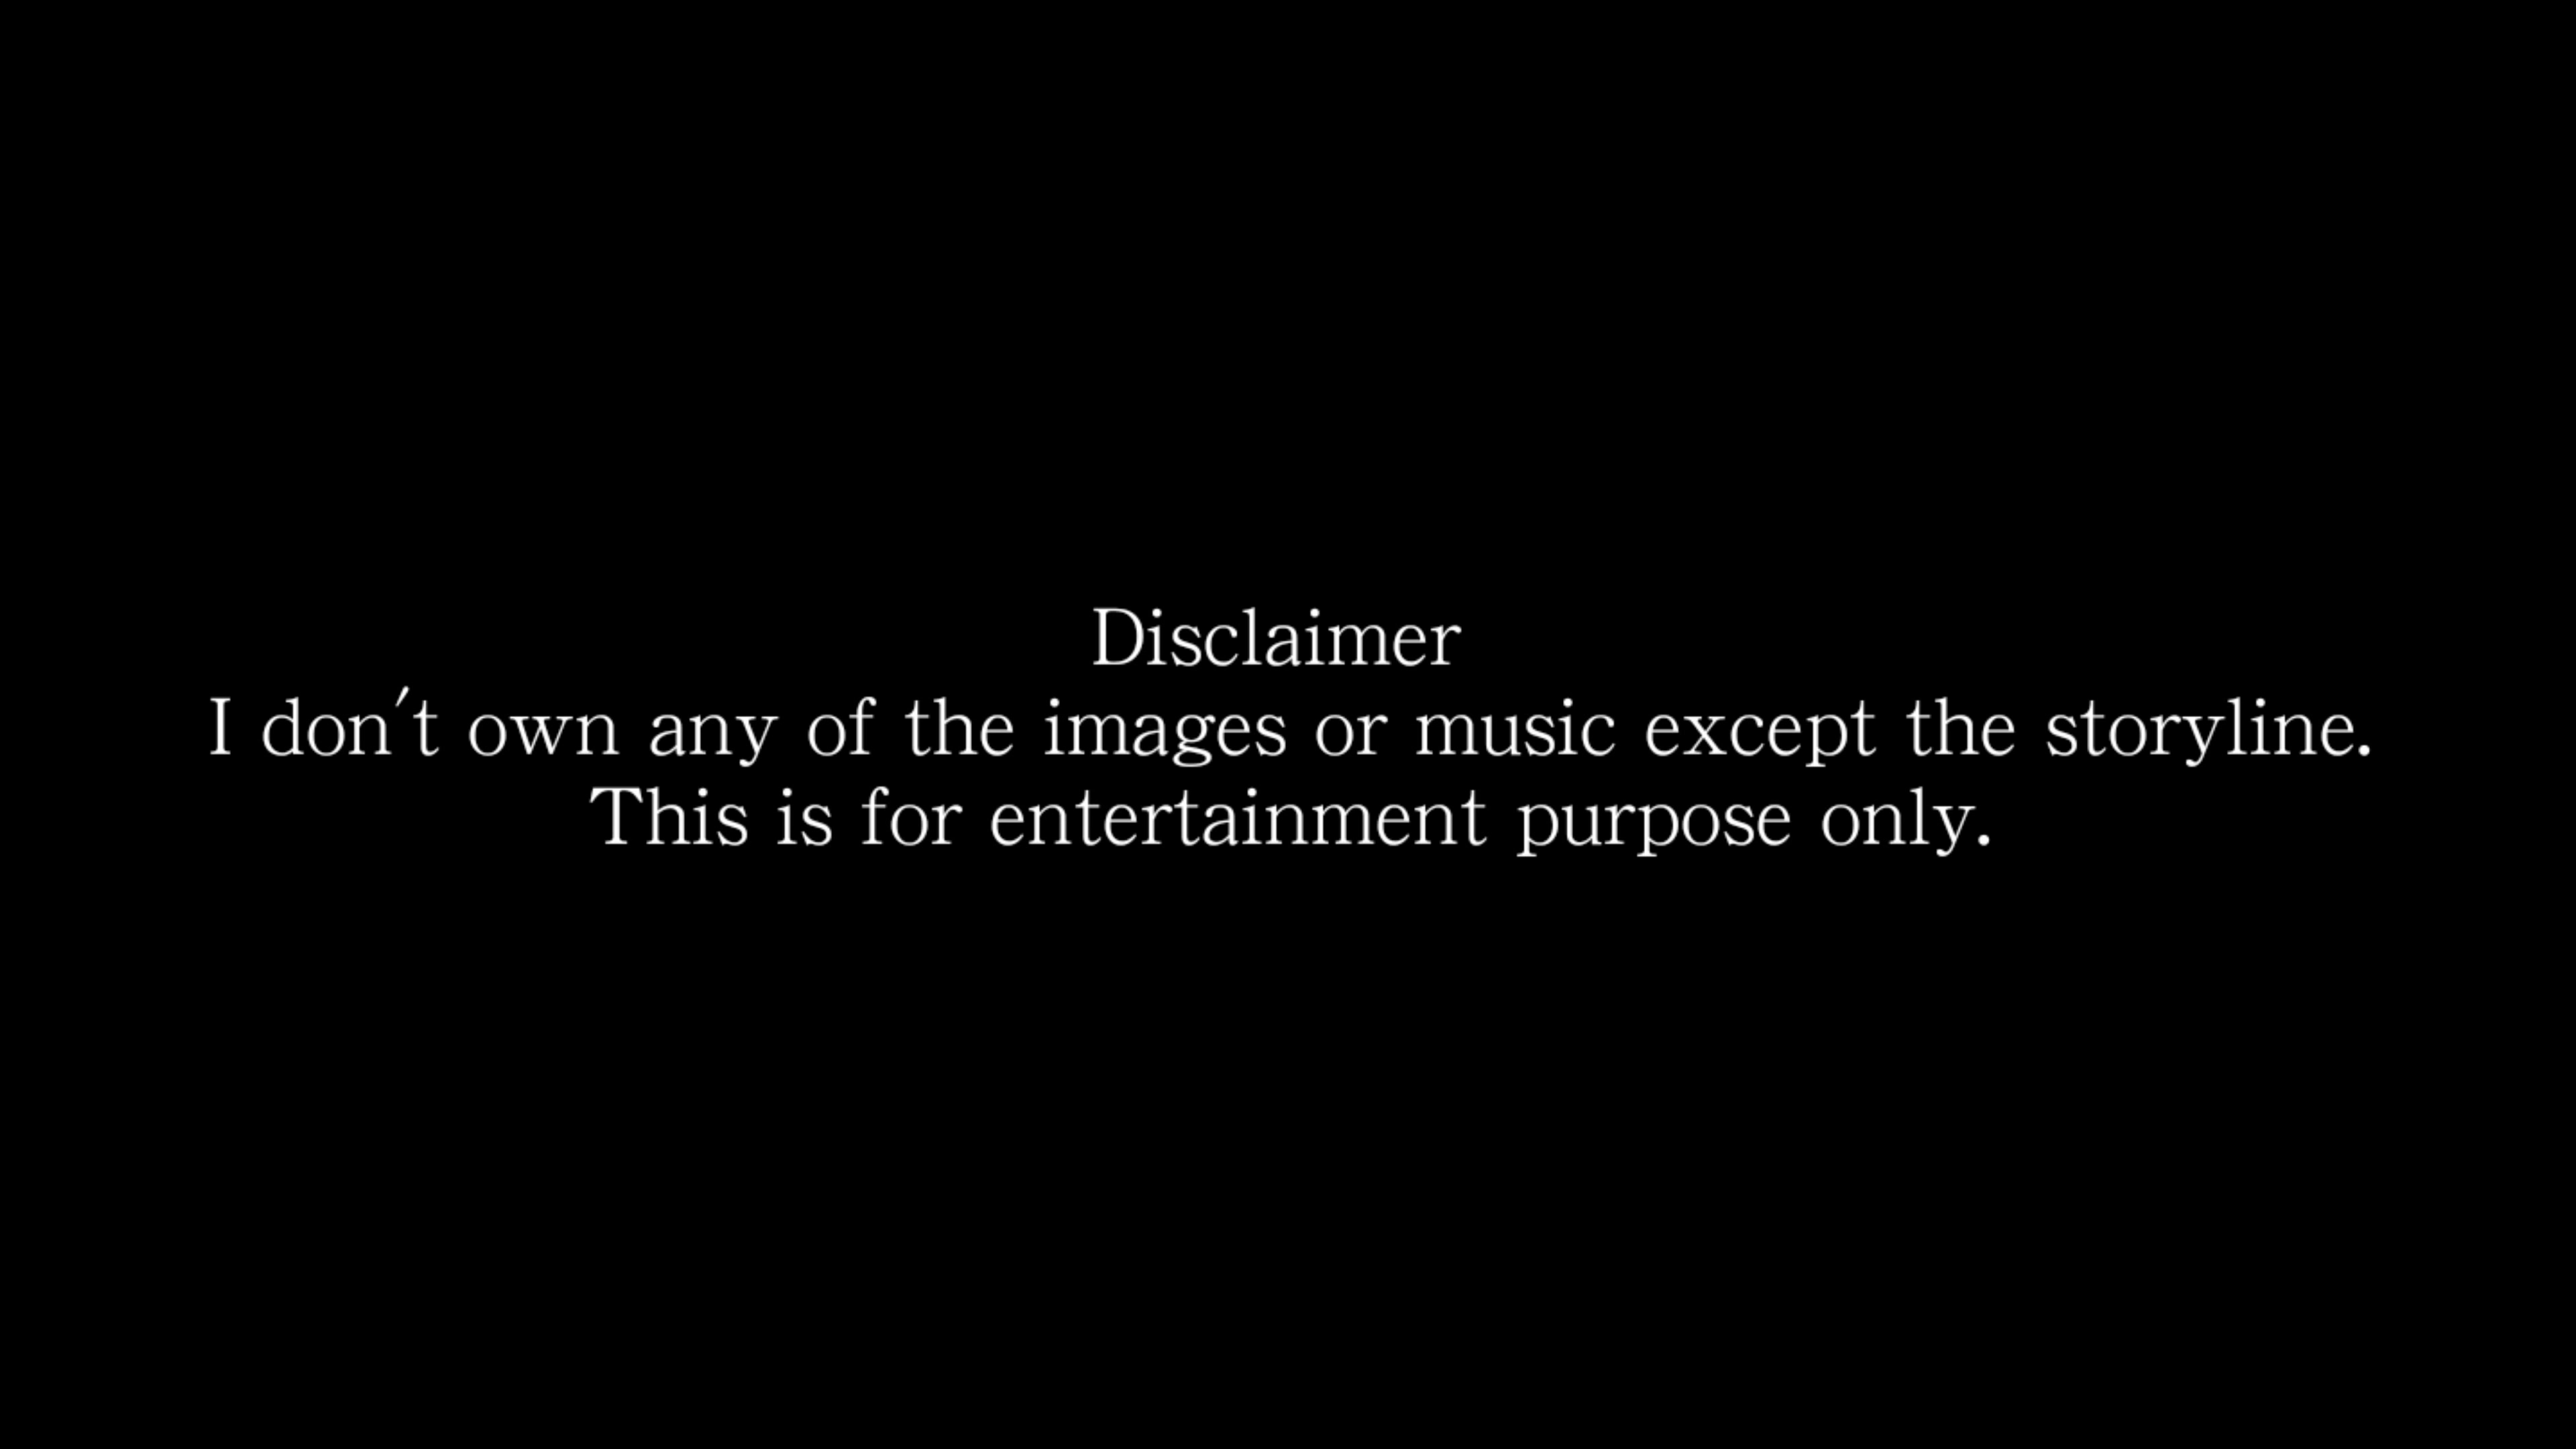 Disclaimer
I don't own any of the images or music except the storyline.
This is for entertainment purpose only.